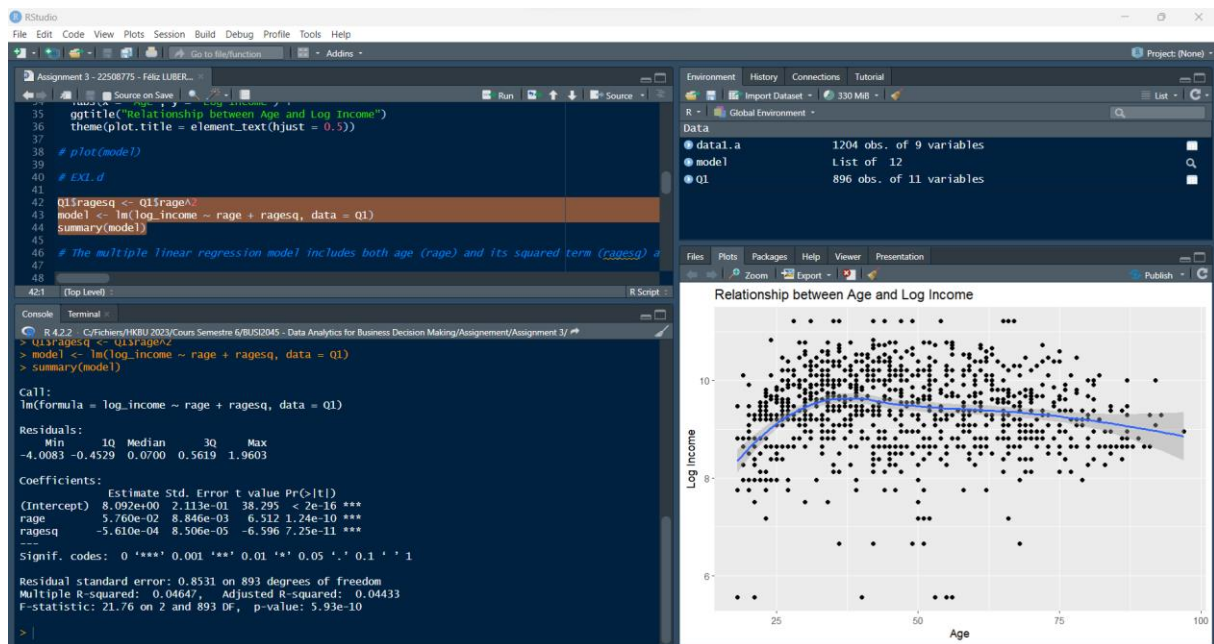 RStudio
File Edit Code View Plots Session Build Debug Profile Tools Help
Go to file/function Addins
Project: (None)
Assignment 3 - 22508775 - Féliz LUBER...
Source on Save Run Source
35 ggtitle("Relationship between Age and Log Income")
36 theme(plot.title = element_text(hjust = 0.5))
37
38 # plot(model)
39
40 # EX1.d
41
42 Q1$ragesq <- Q1$rage^2
43 model <- lm(log_income ~ rage + ragesq, data = Q1)
44 summary(model)
45
46 # The multiple linear regression model includes both age (rage) and its squared term (ragesq) a
47
48
42:1 (Top Level) R Script
Console Terminal
R 4.2.2 · C:/Fichiers/HKBU 2023/Cours Semestre 6/BUSI2045 - Data Analytics for Business Decision Making/Assignement/Assignment 3/
> Q1$ragesq <- Q1$rage^2
> model <- lm(log_income ~ rage + ragesq, data = Q1)
> summary(model)
Call:
lm(formula = log_income ~ rage + ragesq, data = Q1)
Residuals:
Min 1Q Median 3Q Max
-4.0083 -0.4529 0.0700 0.5619 1.9603
Coefficients:
Estimate Std. Error t value Pr(>|t|)
(Intercept) 8.092e+00 2.113e-01 38.295 < 2e-16 ***
rage 5.760e-02 8.846e-03 6.512 1.24e-10 ***
ragesq -5.610e-04 8.506e-05 -6.596 7.25e-11 ***
---
Signif. codes: 0 ‘***’ 0.001 ‘**’ 0.01 ‘*’ 0.05 ‘.’ 0.1 ‘ ’ 1
Residual standard error: 0.8531 on 893 degrees of freedom
Multiple R-squared: 0.04647, Adjusted R-squared: 0.04433
F-statistic: 21.76 on 2 and 893 DF, p-value: 5.93e-10
>
Environment History Connections Tutorial
Import Dataset 330 MiB List
R Global Environment
Data
data1.a 1204 obs. of 9 variables
model List of 12
Q1 896 obs. of 11 variables
Files Plots Packages Help Viewer Presentation
Zoom Export Publish
Relationship between Age and Log Income
Log Income
10
8
6
25 50 75 100
Age